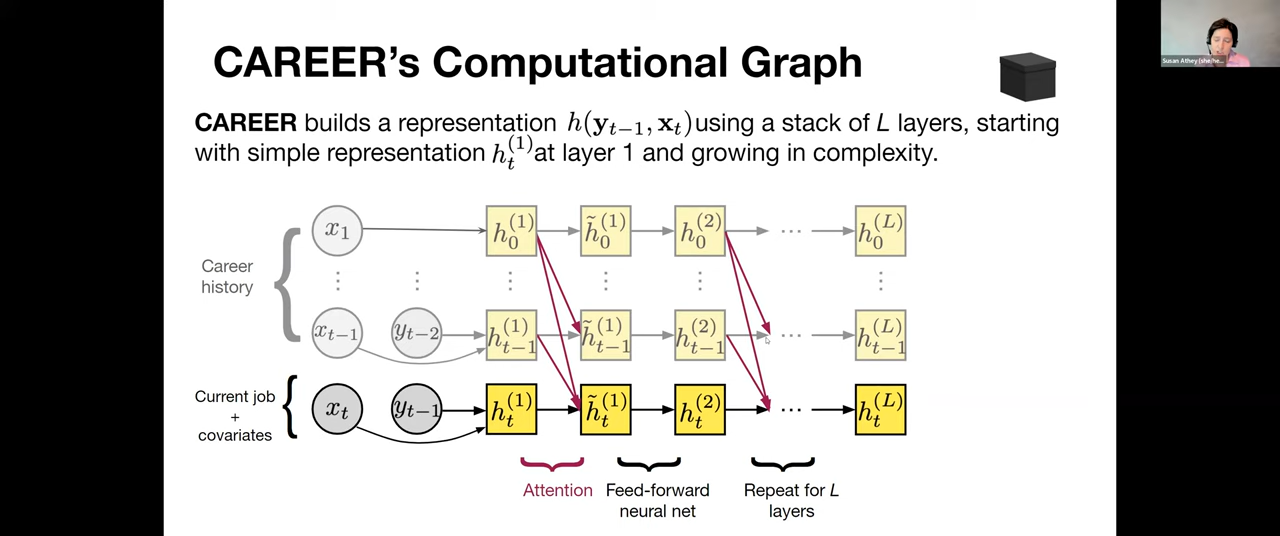 CAREER's Computational Graph
Susan Athey (she/he...
CAREER builds a representation h(y_{t−1}, x_t) using a stack of L layers, starting
with simple representation h_t^{(1)} at layer 1 and growing in complexity.
x_1 h_0^{(1)} h̃_0^{(1)} h_0^{(2)} ... h_0^{(L)}
Career
history
⋮ ⋮ ⋮ ⋮ ⋮
x_{t−1} y_{t−2} h_{t−1}^{(1)} h̃_{t−1}^{(1)} h_{t−1}^{(2)} ... h_{t−1}^{(L)}
Current job
+
covariates
x_t y_{t−1} h_t^{(1)} h̃_t^{(1)} h_t^{(2)} ... h_t^{(L)}
Attention
Feed-forward
neural net
Repeat for L
layers